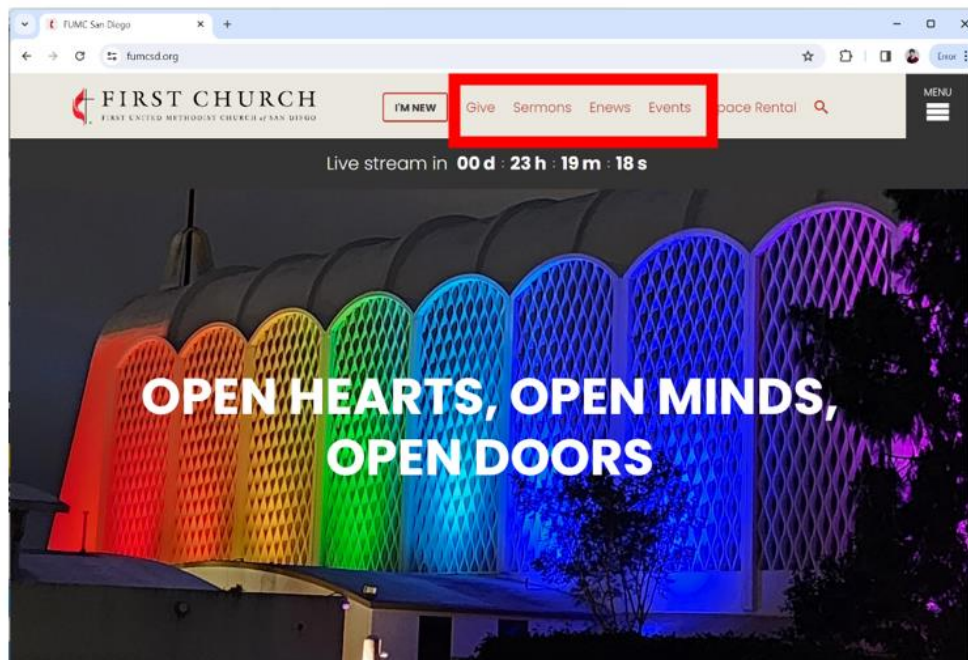 FUMC San Diego
fumcsd.org
Error
FIRST CHURCH
FIRST UNITED METHODIST CHURCH of SAN DIEGO
I'M NEW Give Sermons Enews Events pace Rental
MENU
Live stream in 00 d : 23 h : 19 m : 18 s
OPEN HEARTS, OPEN MINDS,
OPEN DOORS